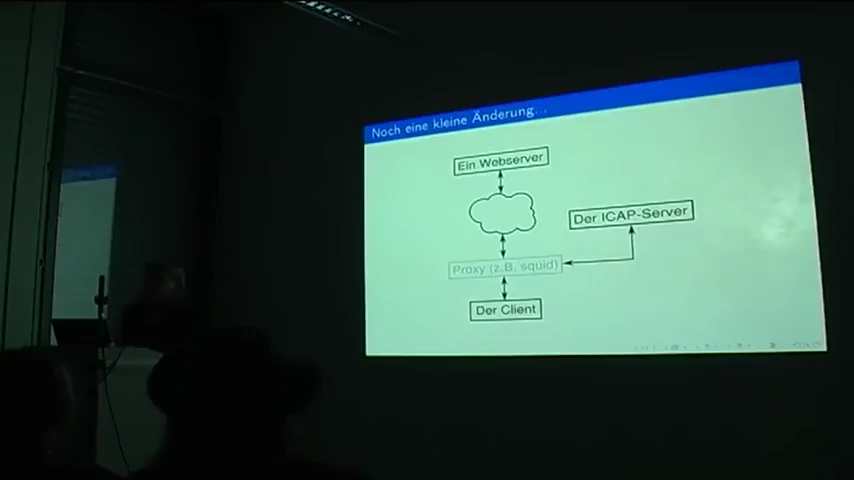 Noch eine kleine Änderung...
Ein Webserver
Der ICAP-Server
Proxy (z.B. squid)
Der Client